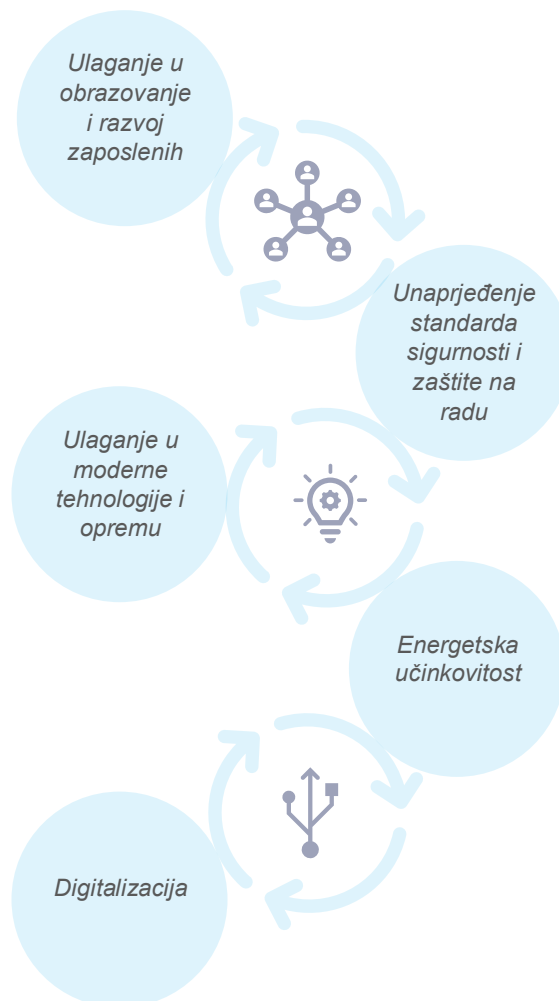 Ulaganje u
obrazovanje
i razvoj
zaposlenih
Unaprjeđenje
standarda
sigurnosti i
zaštite na
radu
Ulaganje u
moderne
tehnologije i
opremu
Energetska
učinkovitost
Digitalizacija